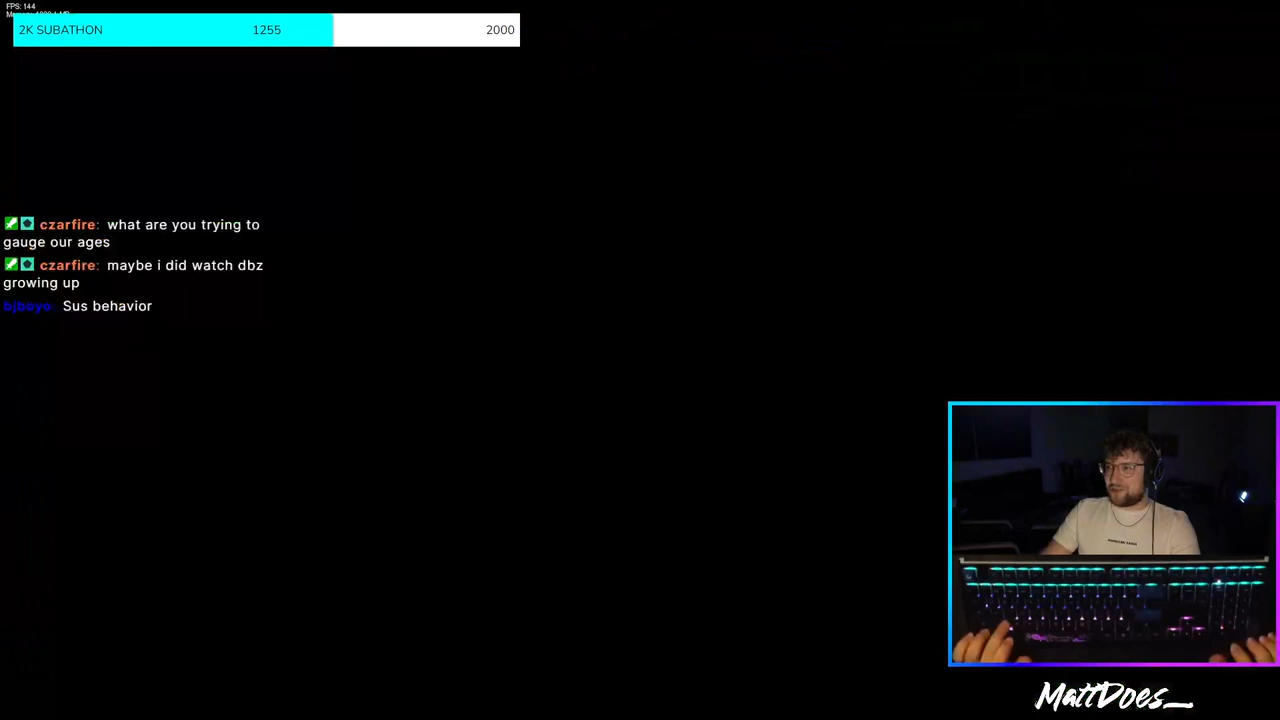 FPS: 144
2K SUBATHON 1255 2000
czarfire: what are you trying to
gauge our ages
czarfire: maybe i did watch dbz
growing up
bjboyo: Sus behavior
MattDoes_